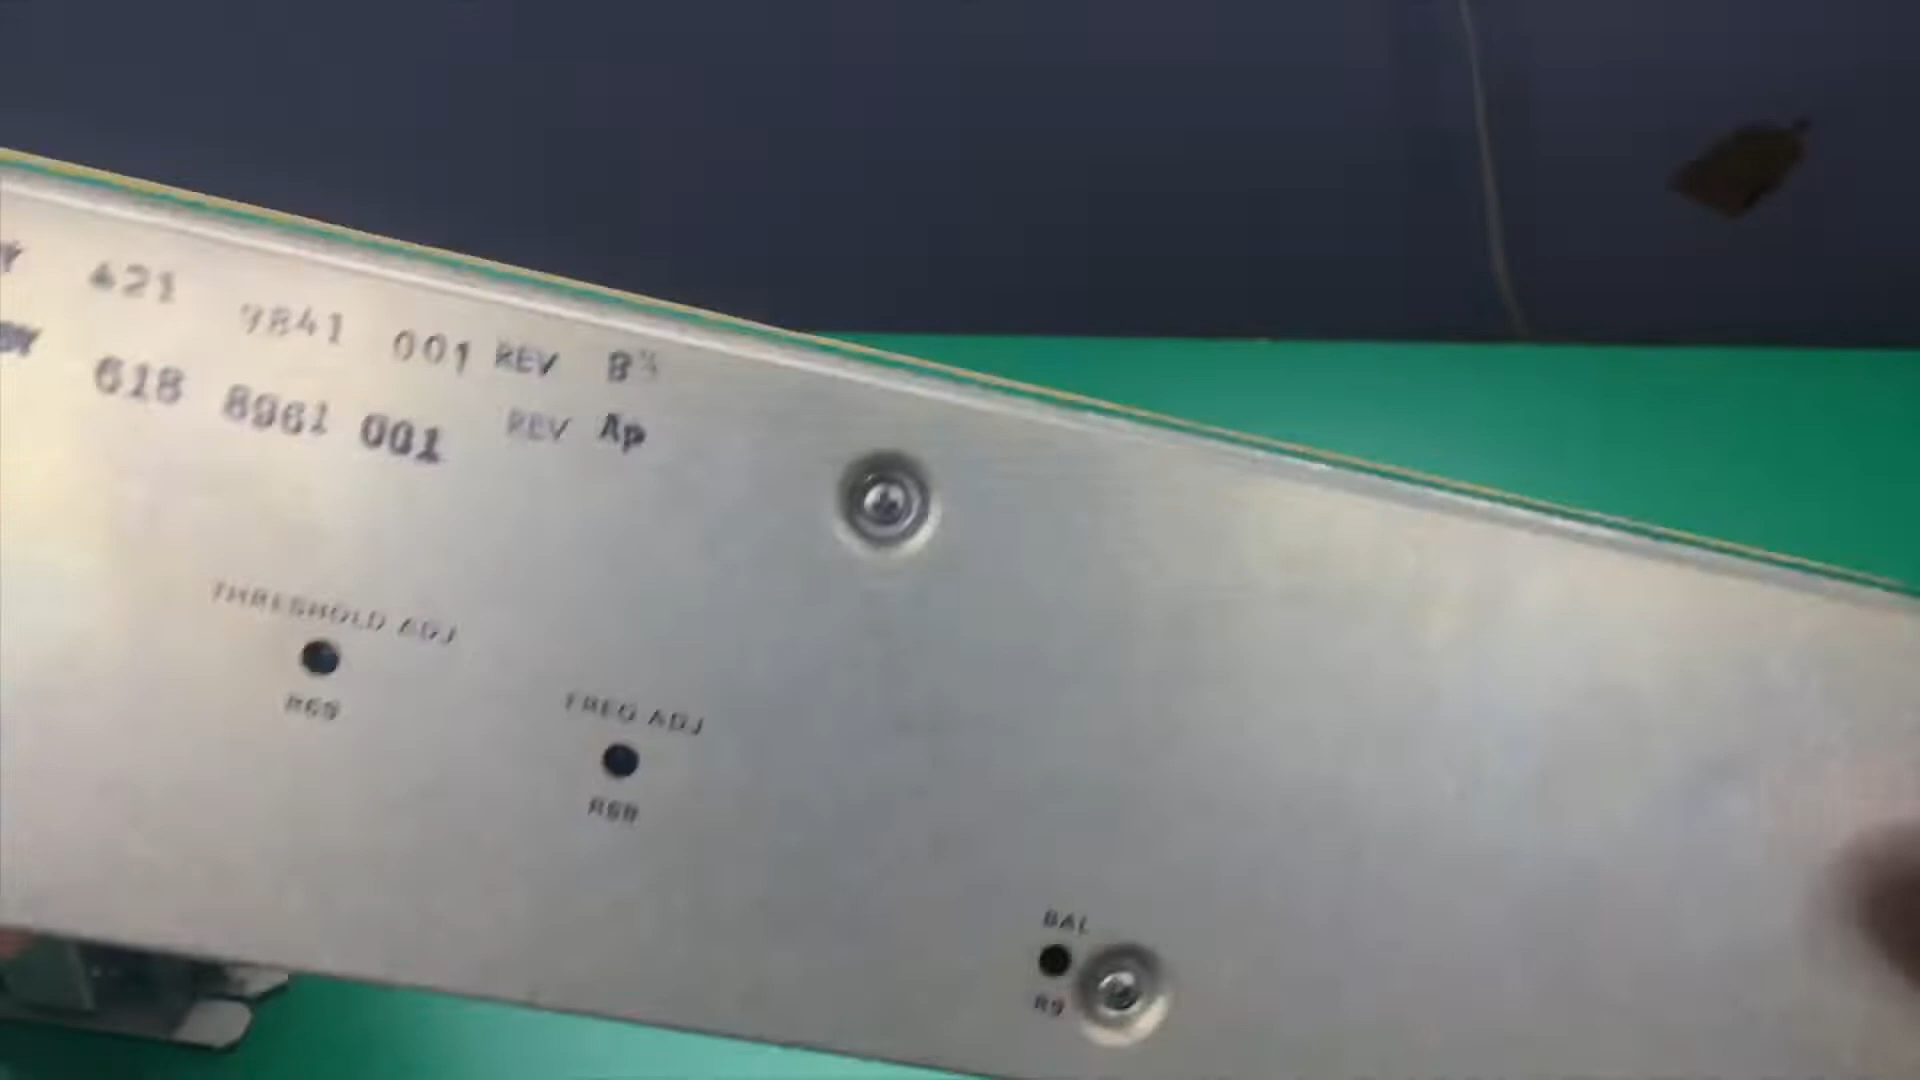 421 9841 001 REV B
618 8961 001 REV Ap
THRESHOLD ADJ
R69
FREQ ADJ
R68
BAL
R9